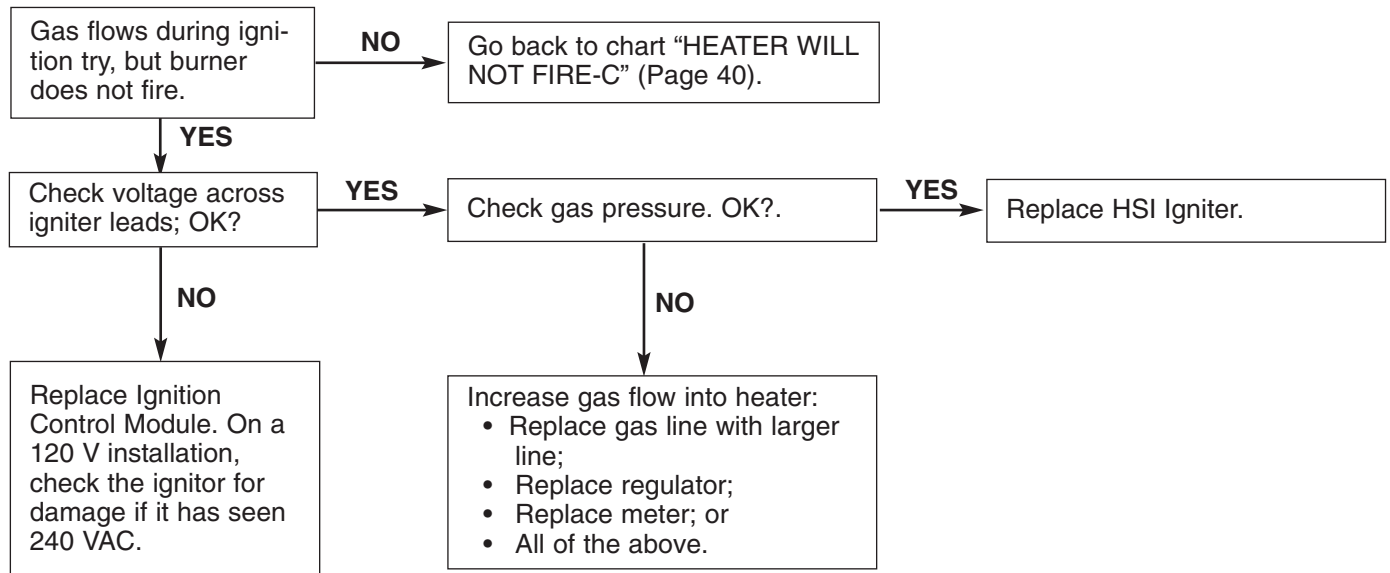 Gas flows during igni-
tion try, but burner
does not fire.
NO
Go back to chart “HEATER WILL
NOT FIRE-C” (Page 40).
YES
Check voltage across
igniter leads; OK?
YES
Check gas pressure. OK?.
YES
Replace HSI Igniter.
NO
Replace Ignition
Control Module. On a
120 V installation,
check the ignitor for
damage if it has seen
240 VAC.
NO
Increase gas flow into heater:
• Replace gas line with larger
line;
• Replace regulator;
• Replace meter; or
• All of the above.